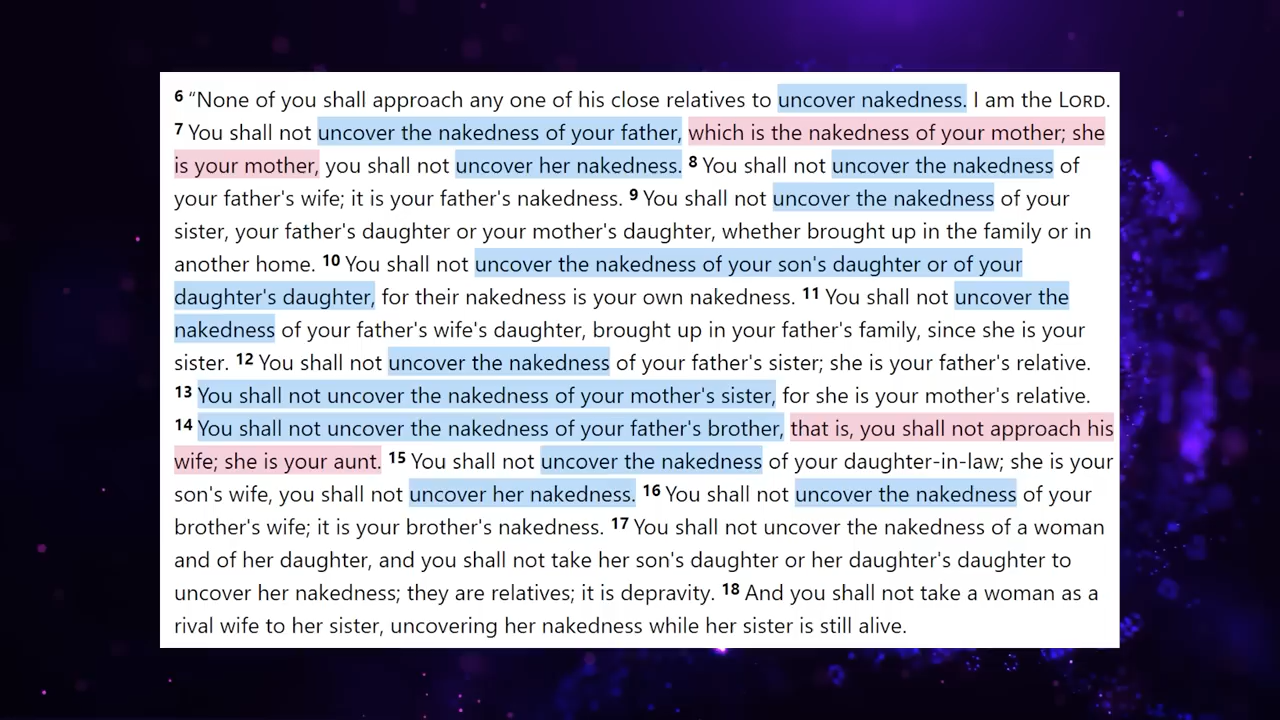 6 “None of you shall approach any one of his close relatives to uncover nakedness. I am the LORD.
7 You shall not uncover the nakedness of your father, which is the nakedness of your mother; she
is your mother, you shall not uncover her nakedness. 8 You shall not uncover the nakedness of
your father's wife; it is your father's nakedness. 9 You shall not uncover the nakedness of your
sister, your father's daughter or your mother's daughter, whether brought up in the family or in
another home. 10 You shall not uncover the nakedness of your son's daughter or of your
daughter's daughter, for their nakedness is your own nakedness. 11 You shall not uncover the
nakedness of your father's wife's daughter, brought up in your father's family, since she is your
sister. 12 You shall not uncover the nakedness of your father's sister; she is your father's relative.
13 You shall not uncover the nakedness of your mother's sister, for she is your mother's relative.
14 You shall not uncover the nakedness of your father's brother, that is, you shall not approach his
wife; she is your aunt. 15 You shall not uncover the nakedness of your daughter-in-law; she is your
son's wife, you shall not uncover her nakedness. 16 You shall not uncover the nakedness of your
brother's wife; it is your brother's nakedness. 17 You shall not uncover the nakedness of a woman
and of her daughter, and you shall not take her son's daughter or her daughter's daughter to
uncover her nakedness; they are relatives; it is depravity. 18 And you shall not take a woman as a
rival wife to her sister, uncovering her nakedness while her sister is still alive.